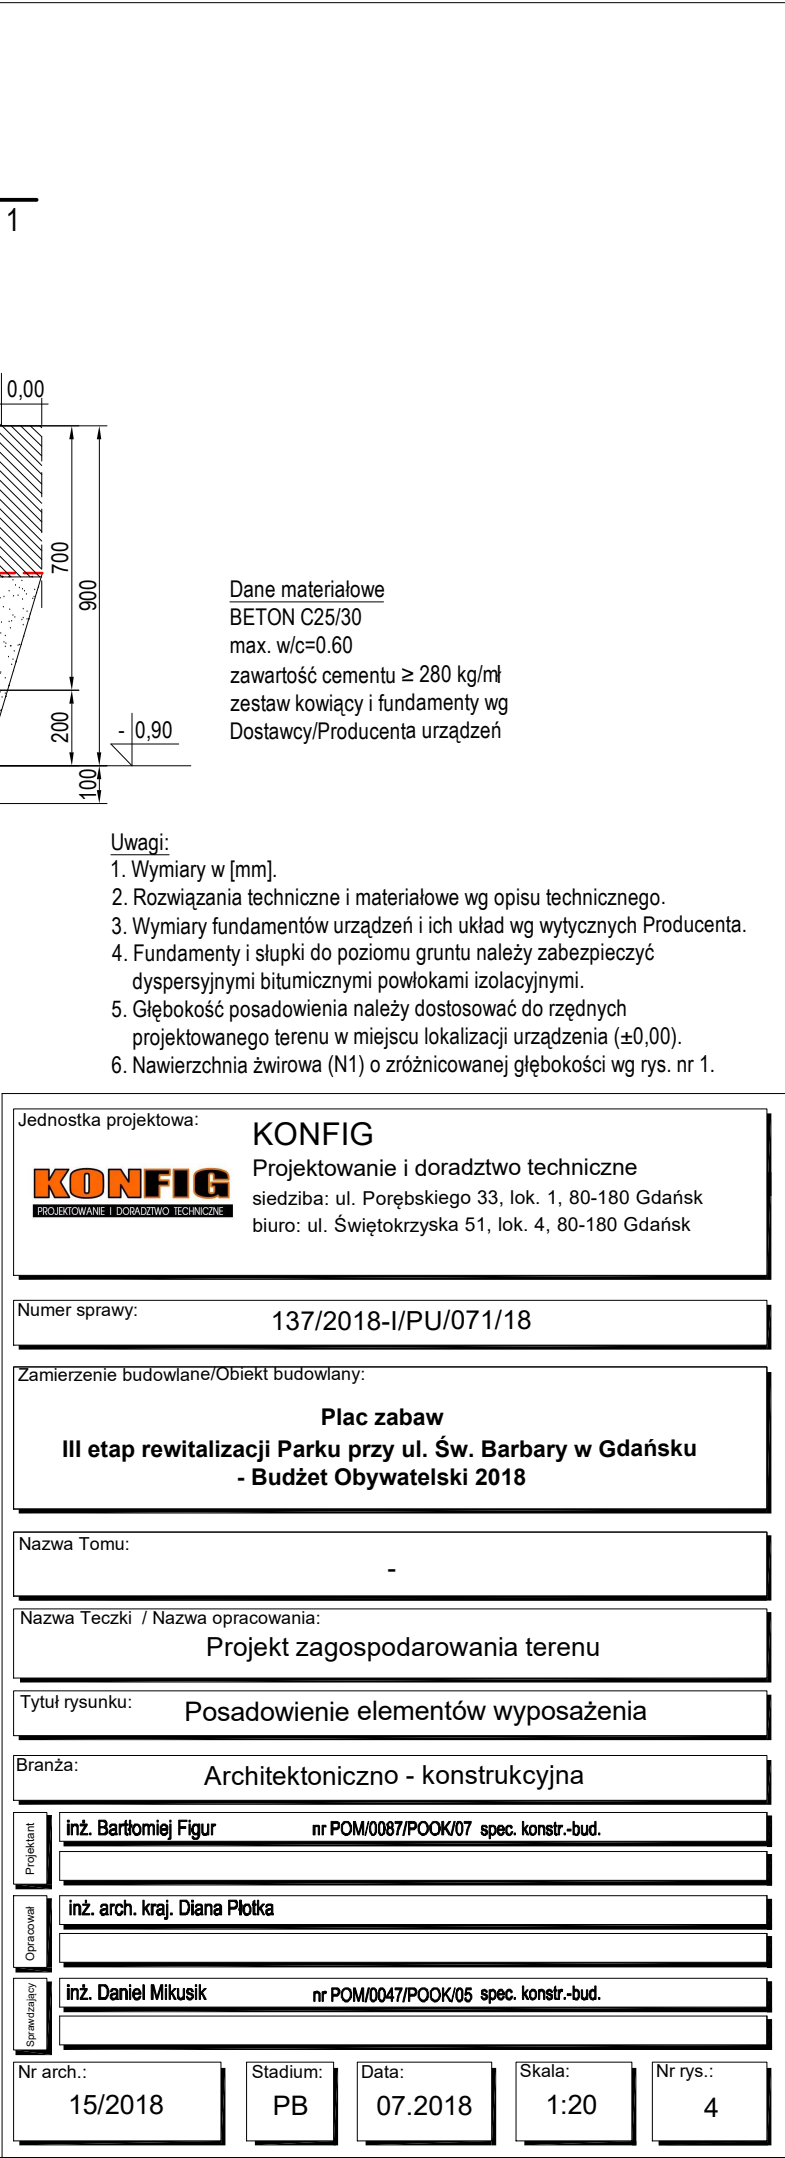 1
0,00
700
900
200
- 0,90
100
Dane materiałowe
BETON C25/30
max. w/c=0.60
zawartość cementu ≥ 280 kg/mł
zestaw kowiący i fundamenty wg
Dostawcy/Producenta urządzeń
Uwagi:
1. Wymiary w [mm].
2. Rozwiązania techniczne i materiałowe wg opisu technicznego.
3. Wymiary fundamentów urządzeń i ich układ wg wytycznych Producenta.
4. Fundamenty i słupki do poziomu gruntu należy zabezpieczyć
dyspersyjnymi bitumicznymi powłokami izolacyjnymi.
5. Głębokość posadowienia należy dostosować do rzędnych
projektowanego terenu w miejscu lokalizacji urządzenia (±0,00).
6. Nawierzchnia żwirowa (N1) o zróżnicowanej głębokości wg rys. nr 1.
Jednostka projektowa:
KONFIG
PROJEKTOWANIE I DORADZTWO TECHNICZNE
KONFIG
Projektowanie i doradztwo techniczne
siedziba: ul. Porębskiego 33, lok. 1, 80-180 Gdańsk
biuro: ul. Świętokrzyska 51, lok. 4, 80-180 Gdańsk
Numer sprawy:
137/2018-I/PU/071/18
Zamierzenie budowlane/Obiekt budowlany:
Plac zabaw
III etap rewitalizacji Parku przy ul. Św. Barbary w Gdańsku
- Budżet Obywatelski 2018
Nazwa Tomu:
-
Nazwa Teczki / Nazwa opracowania:
Projekt zagospodarowania terenu
Tytuł rysunku:
Posadowienie elementów wyposażenia
Branża:
Architektoniczno - konstrukcyjna
Projektant
inż. Bartłomiej Figur nr POM/0087/POOK/07 spec. konstr.-bud.
Opracował
inż. arch. kraj. Diana Płotka
Sprawdzający
inż. Daniel Mikusik nr POM/0047/POOK/05 spec. konstr.-bud.
Nr arch.:
15/2018
Stadium:
PB
Data:
07.2018
Skala:
1:20
Nr rys.:
4